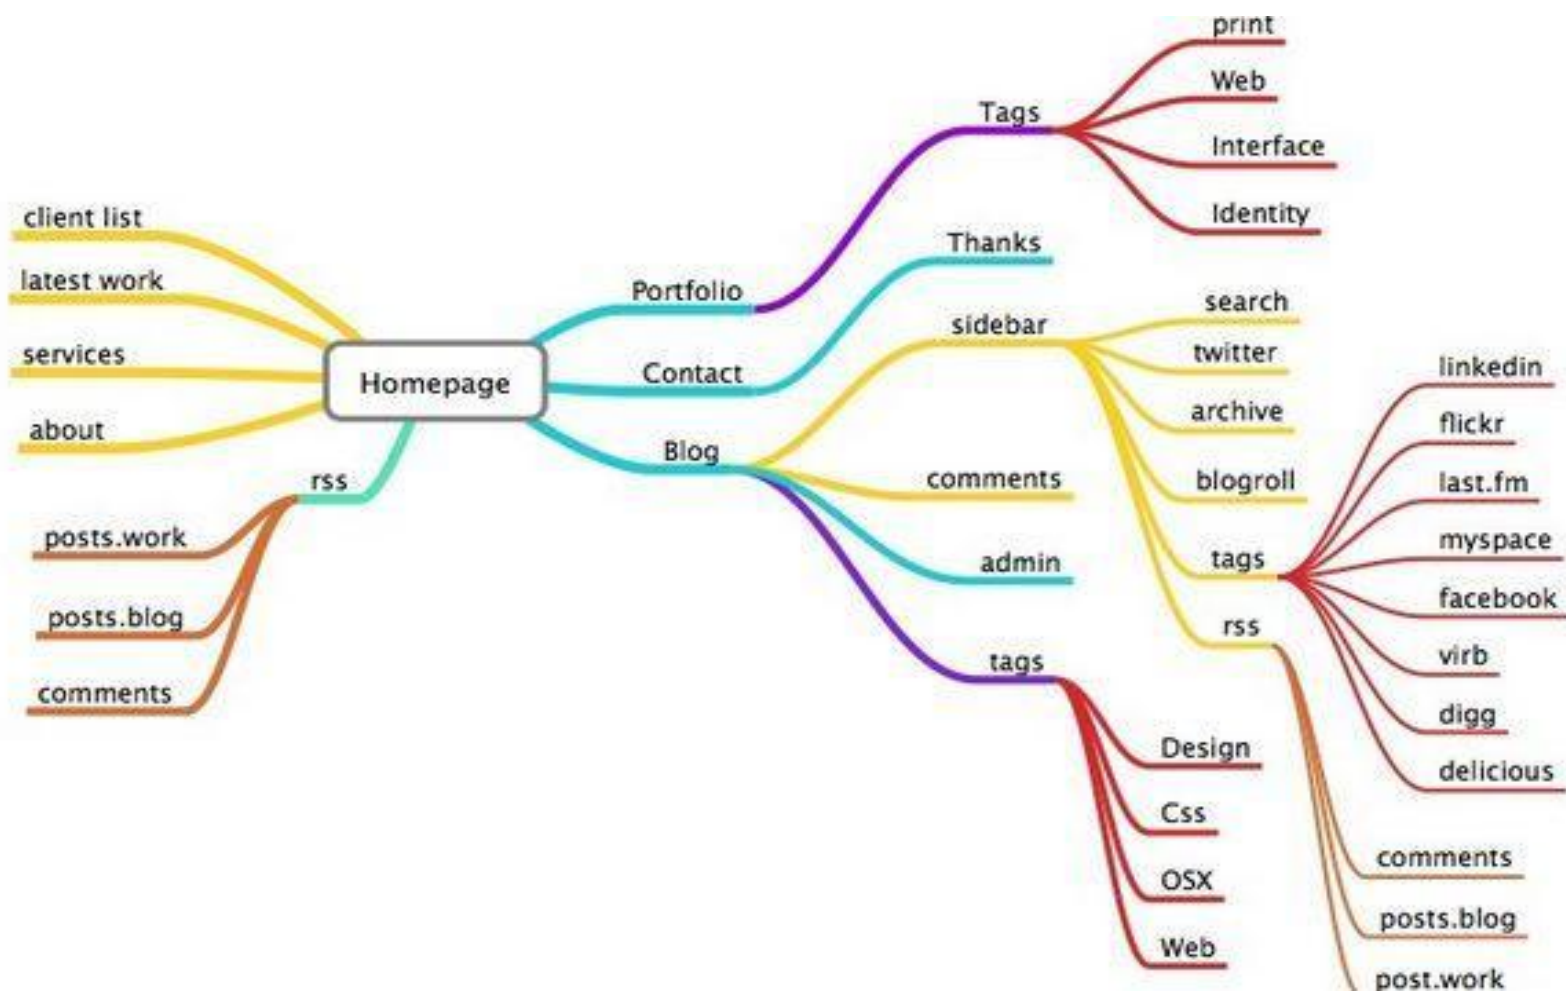 client list
latest work
services
about
rss
posts.work
posts.blog
comments
Homepage
Portfolio
Tags
print
Web
Interface
Identity
Contact
Thanks
Blog
sidebar
search
twitter
archive
blogroll
tags
linkedin
flickr
last.fm
myspace
facebook
virb
digg
delicious
rss
comments
posts.blog
post.work
comments
admin
tags
Design
Css
OSX
Web